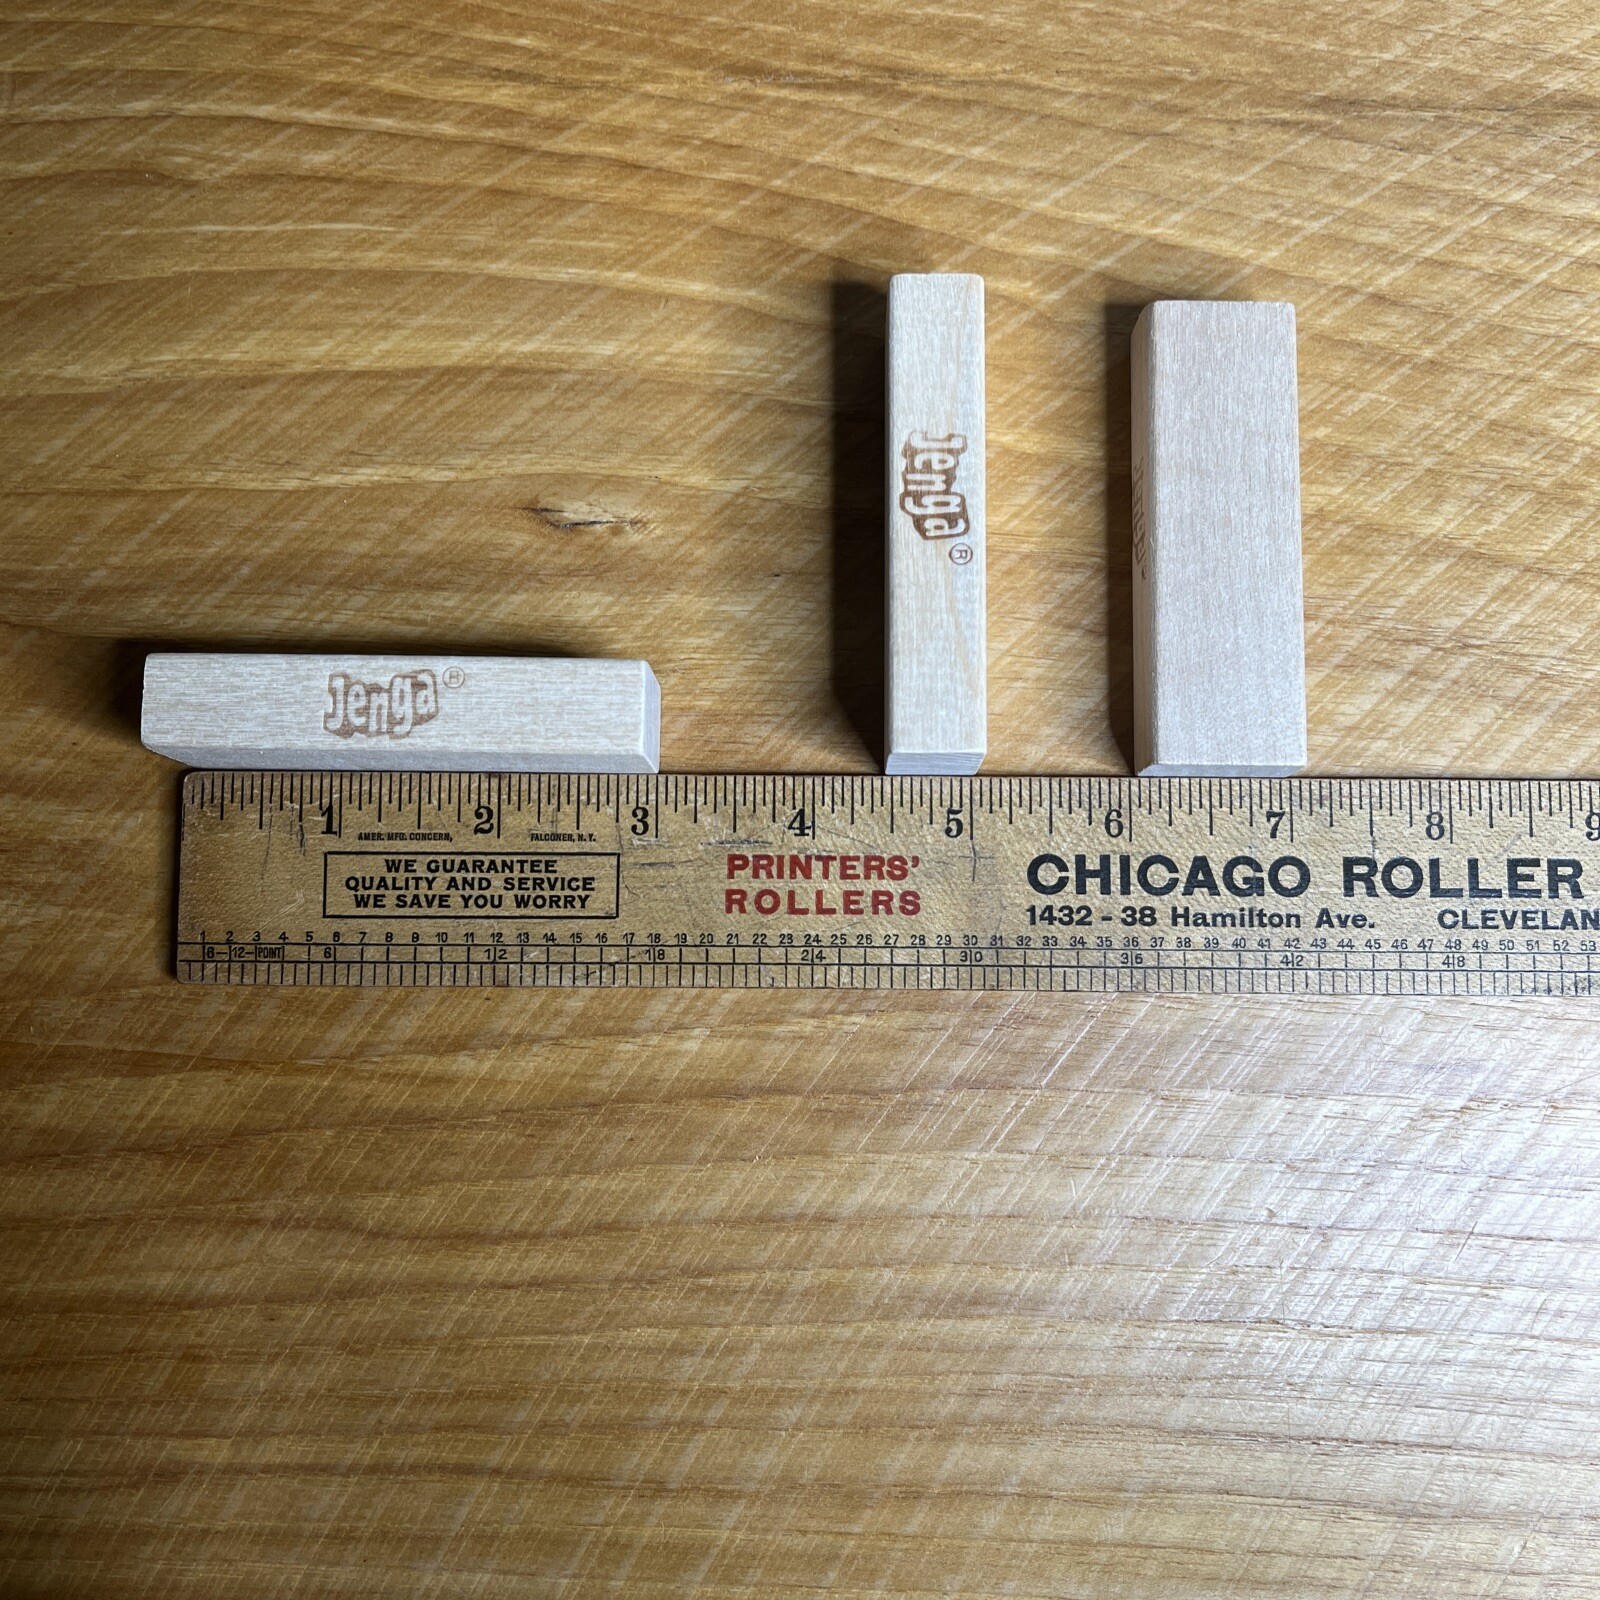 Jenga®
Jenga®
Jenga
1 2 3 4 5 6 7 8 9
AMER. MFG. CONCERN, FALCONER, N.Y.
WE GUARANTEE
QUALITY AND SERVICE
WE SAVE YOU WORRY
PRINTERS'
ROLLERS
CHICAGO ROLLER
1432 - 38 Hamilton Ave. CLEVELAN
1 2 3 4 5 6 7 8 9 10 11 12 13 14 15 16 17 18 19 20 21 22 23 24 25 26 27 28 29 30 31 32 33 34 35 36 37 38 39 40 41 42 43 44 45 46 47 48 49 50 51 52 53
6-12-POINT 6 12 18 24 30 36 42 48